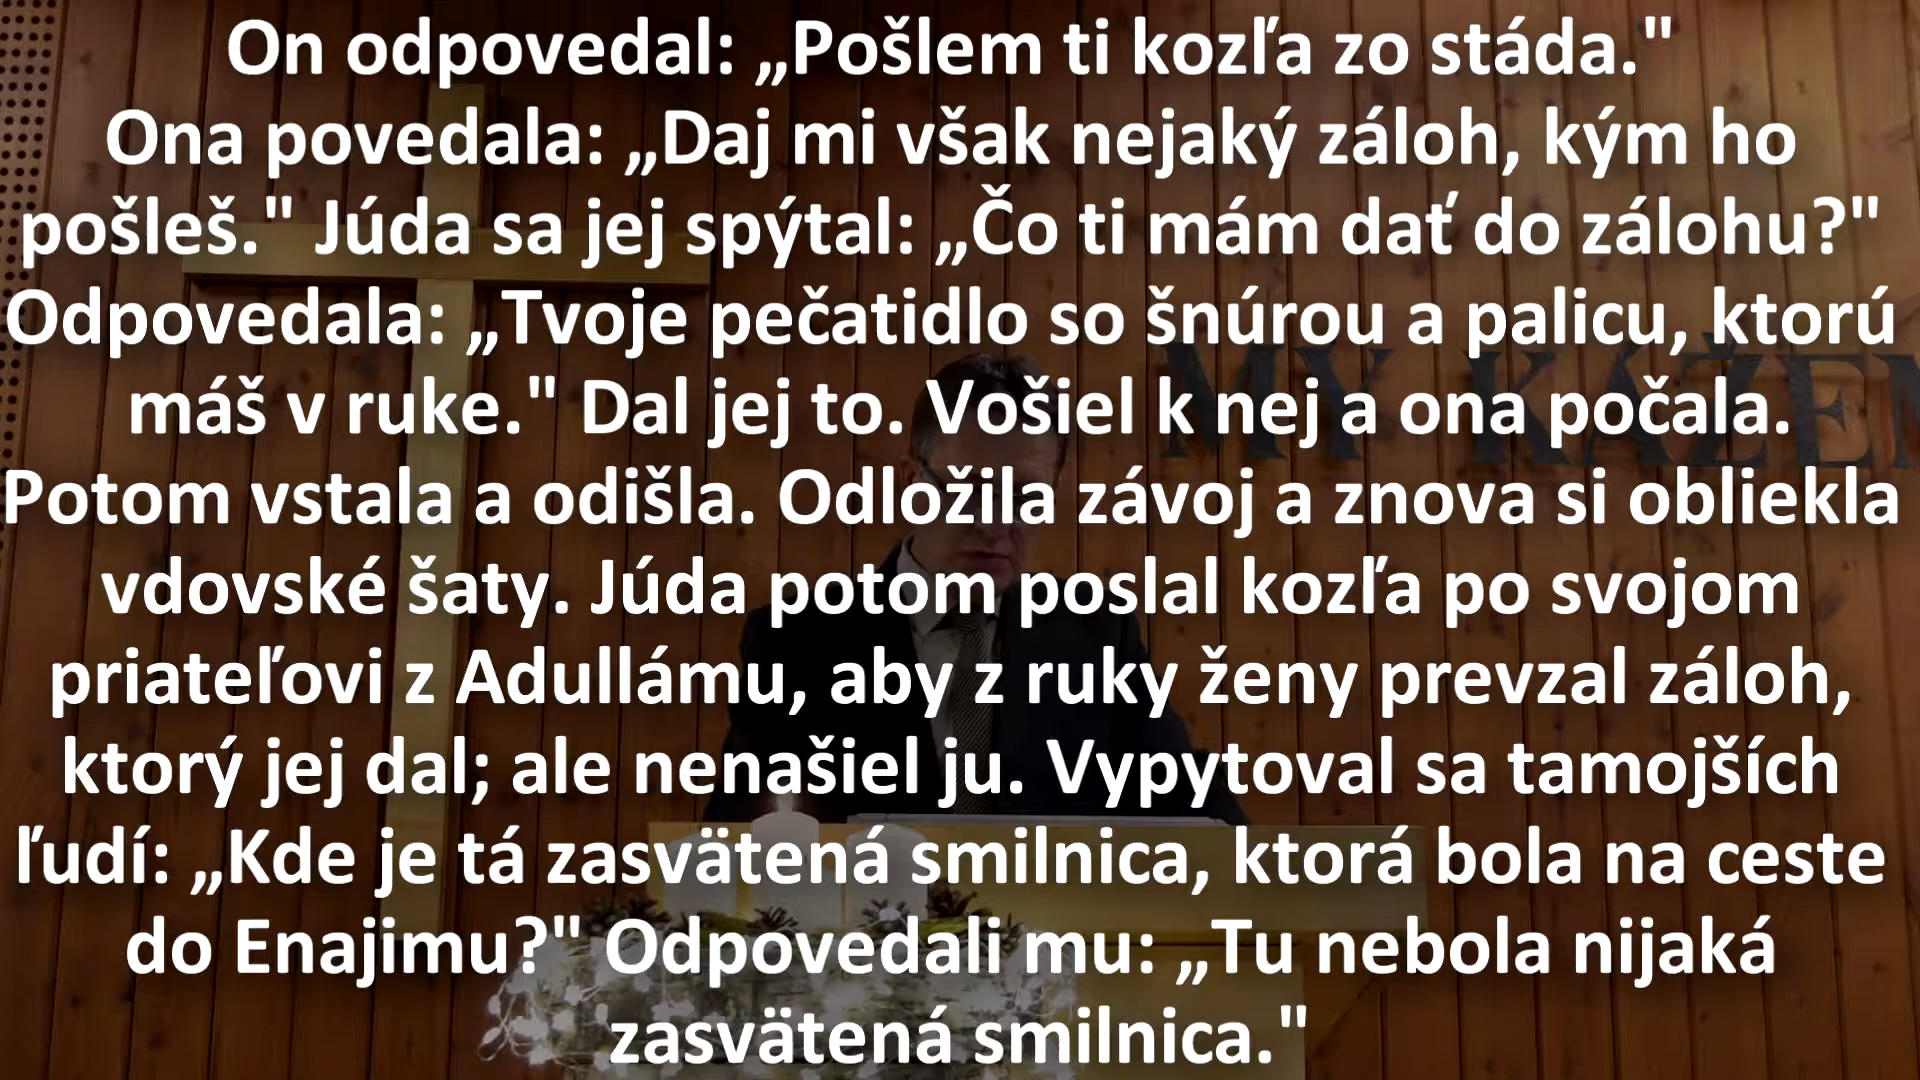 On odpovedal: „Pošlem ti kozľa zo stáda."
Ona povedala: „Daj mi však nejaký záloh, kým ho
pošleš." Júda sa jej spýtal: „Čo ti mám dať do zálohu?"
Odpovedala: „Tvoje pečatidlo so šnúrou a palicu, ktorú
máš v ruke." Dal jej to. Vošiel k nej a ona počala.
Potom vstala a odišla. Odložila závoj a znova si obliekla
vdovské šaty. Júda potom poslal kozľa po svojom
priateľovi z Adullámu, aby z ruky ženy prevzal záloh,
ktorý jej dal; ale nenašiel ju. Vypytoval sa tamojších
ľudí: „Kde je tá zasvätená smilnica, ktorá bola na ceste
do Enajimu?" Odpovedali mu: „Tu nebola nijaká
zasvätená smilnica."
MY KÁŽEM